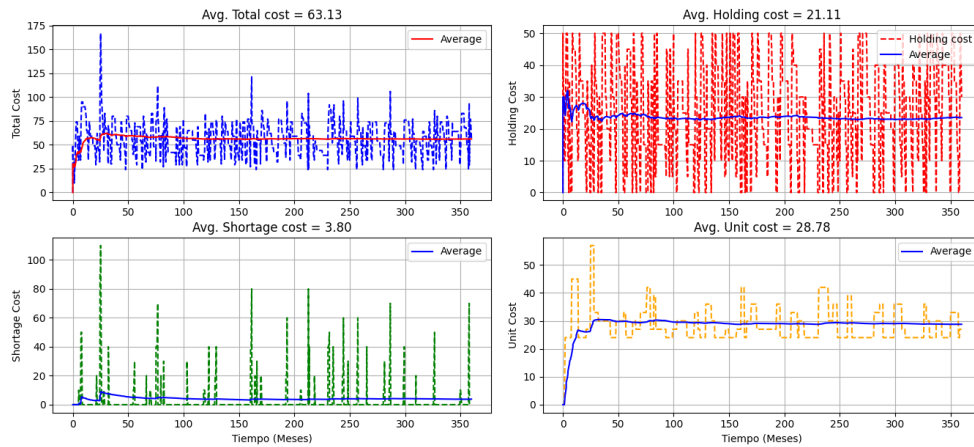 Avg. Total cost = 63.13
175
150
125
100
75
50
25
0
Total Cost
Average
0 50 100 150 200 250 300 350
Avg. Holding cost = 21.11
50
40
30
20
10
0
Holding Cost
Holding cost
Average
0 50 100 150 200 250 300 350
Avg. Shortage cost = 3.80
100
80
60
40
20
0
Shortage Cost
Average
0 50 100 150 200 250 300 350
Tiempo (Meses)
Avg. Unit cost = 28.78
50
40
30
20
10
0
Unit Cost
Average
0 50 100 150 200 250 300 350
Tiempo (Meses)